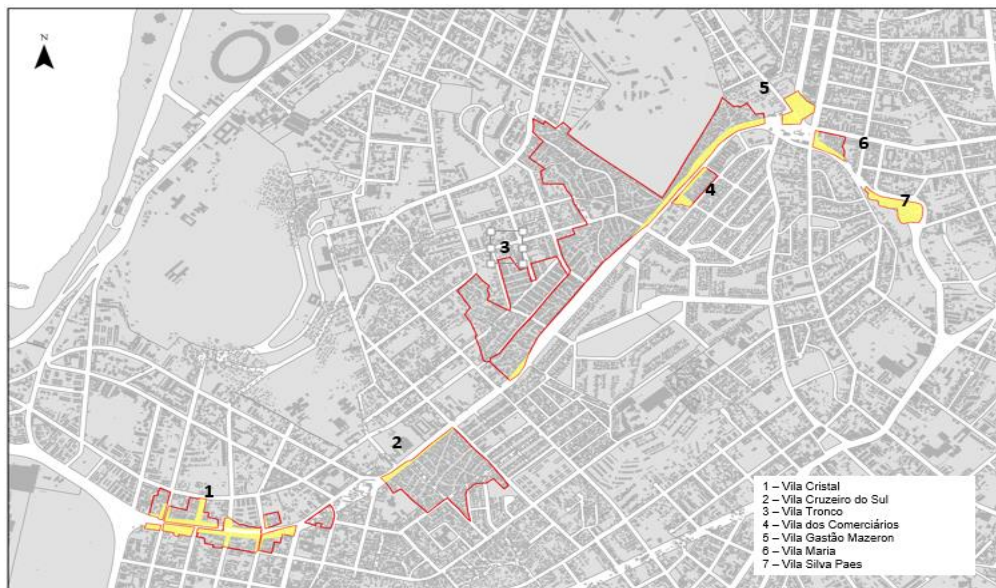 N
5
6
4
7
3
2
1
1 – Vila Cristal
2 – Vila Cruzeiro do Sul
3 – Vila Tronco
4 – Vila dos Comerciários
5 – Vila Gastão Mazeron
6 – Vila Maria
7 – Vila Silva Paes